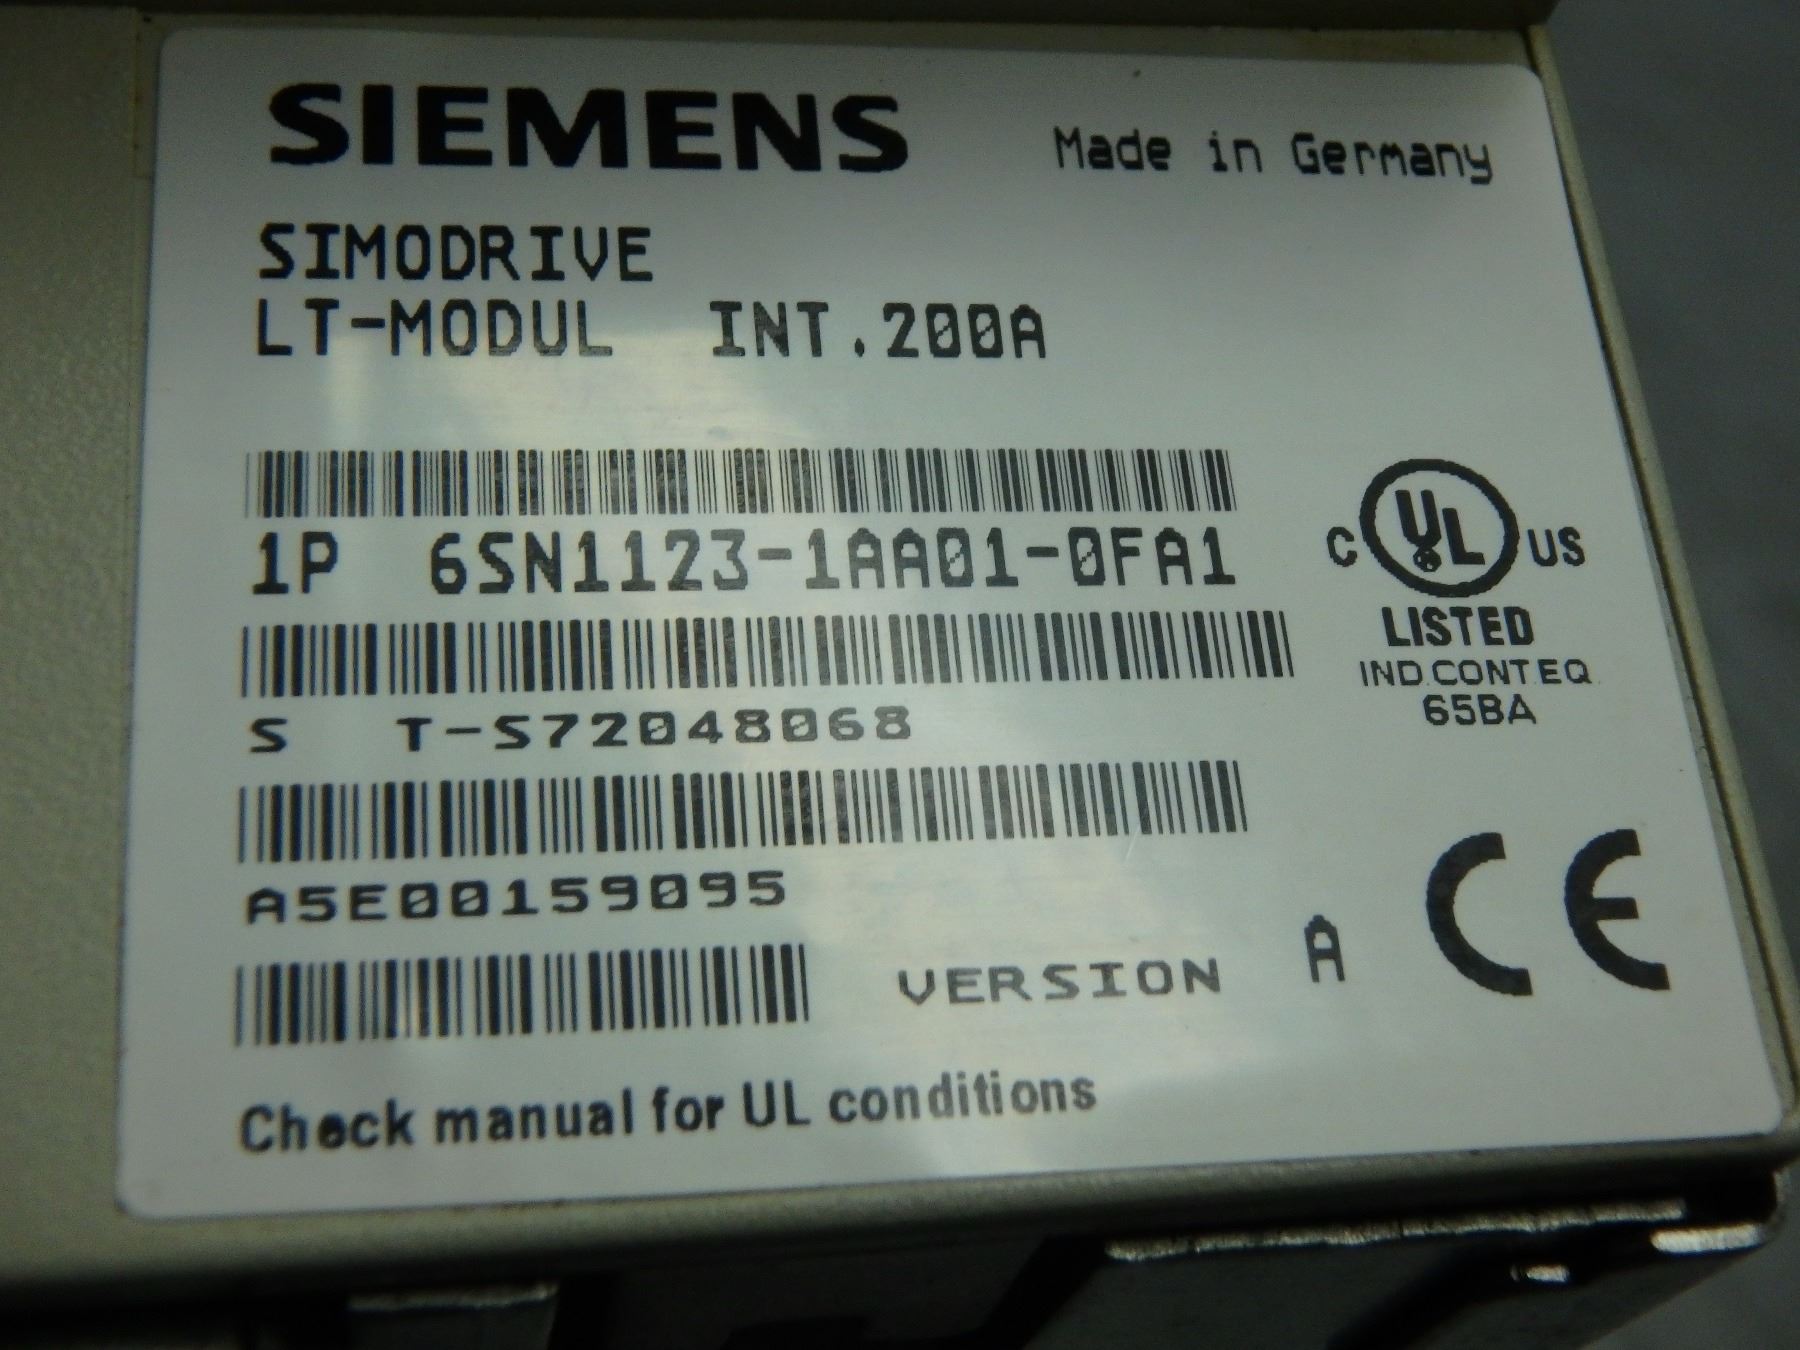 SIEMENS Made in Germany
SIMODRIVE
LT-MODUL INT.200A
1P 6SN1123-1AA01-0FA1
C UL US
LISTED
IND.CONT.EQ.
65BA
S T-S72048068
A5E00159095
VERSION A CE
Check manual for UL conditions